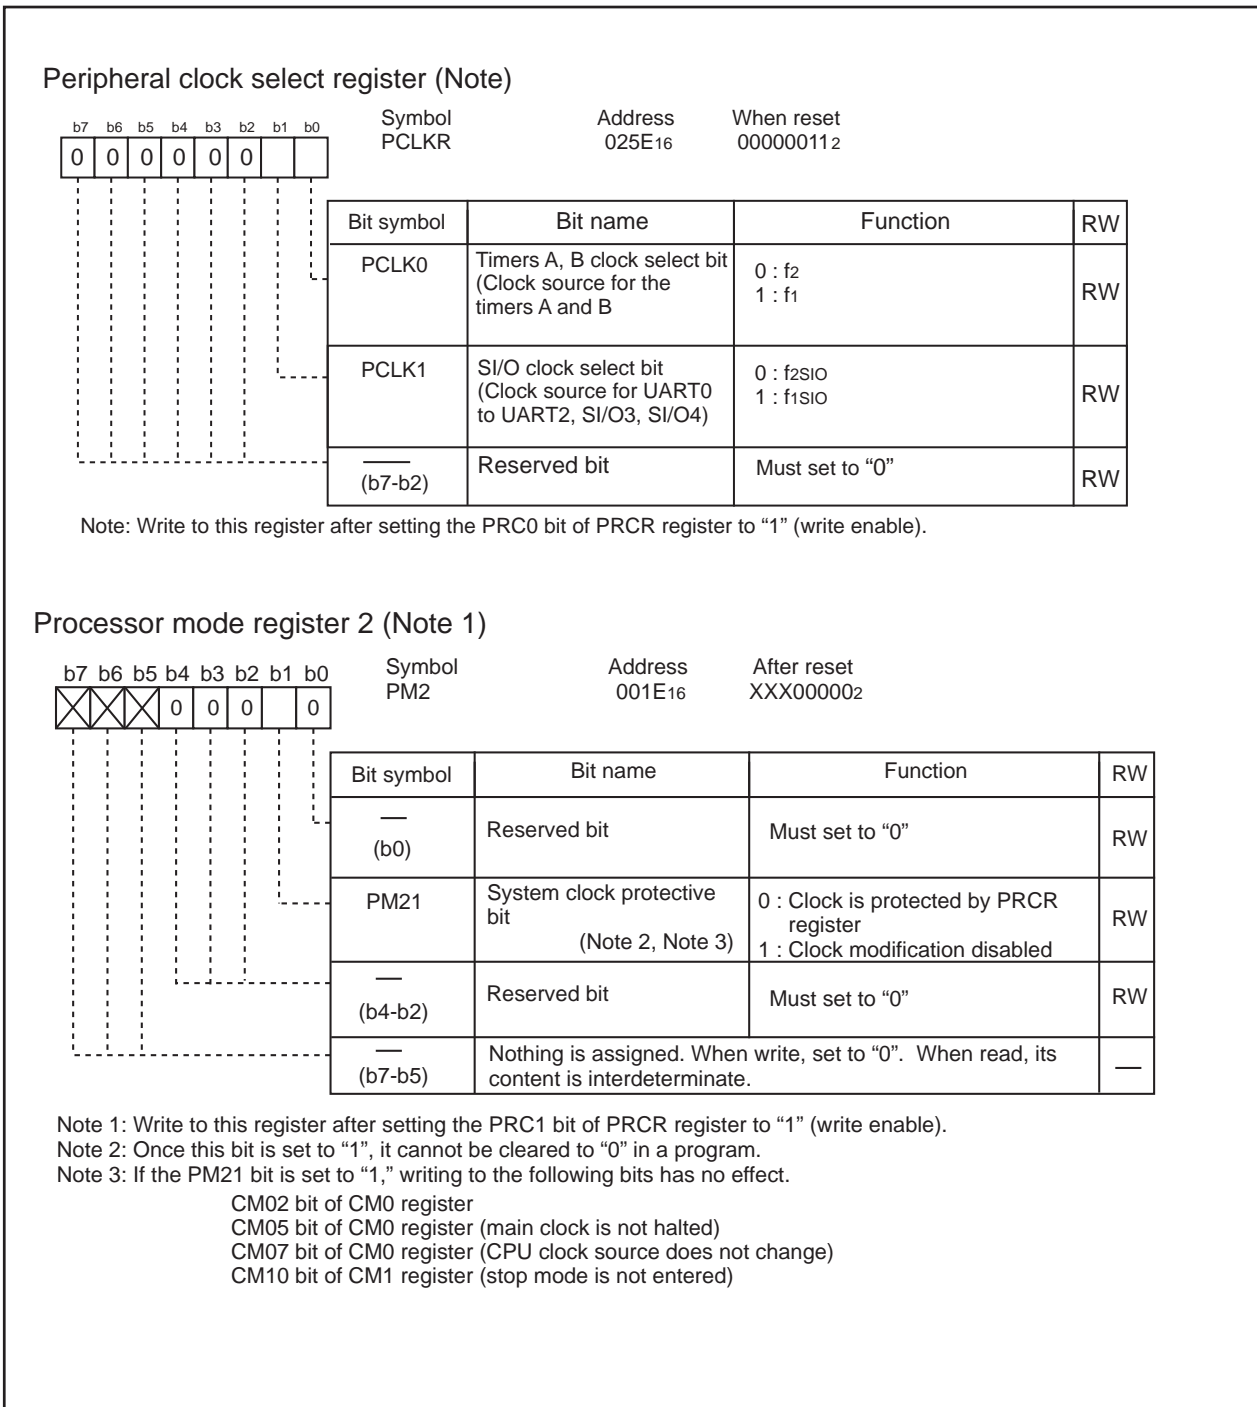 Peripheral clock select register (Note)
Symbol Address When reset
PCLKR 025E16 000000112
b7 b6 b5 b4 b3 b2 b1 b0
0 0 0 0 0 0
Bit symbol Bit name Function RW
PCLK0 Timers A, B clock select bit
(Clock source for the
timers A and B
0 : f2
1 : f1
RW
PCLK1 SI/O clock select bit
(Clock source for UART0
to UART2, SI/O3, SI/O4)
0 : f2SIO
1 : f1SIO
RW
—
(b7-b2)
Reserved bit Must set to “0” RW
Note: Write to this register after setting the PRC0 bit of PRCR register to “1” (write enable).
Processor mode register 2 (Note 1)
Symbol Address After reset
PM2 001E16 XXX000002
b7 b6 b5 b4 b3 b2 b1 b0
0 0 0 0
Bit symbol Bit name Function RW
—
(b0)
Reserved bit Must set to “0” RW
PM21 System clock protective
bit
(Note 2, Note 3)
0 : Clock is protected by PRCR
register
1 : Clock modification disabled
RW
—
(b4-b2)
Reserved bit Must set to “0” RW
—
(b7-b5)
Nothing is assigned. When write, set to “0”. When read, its
content is interdeterminate.
—
Note 1: Write to this register after setting the PRC1 bit of PRCR register to “1” (write enable).
Note 2: Once this bit is set to “1”, it cannot be cleared to “0” in a program.
Note 3: If the PM21 bit is set to “1,” writing to the following bits has no effect.
CM02 bit of CM0 register
CM05 bit of CM0 register (main clock is not halted)
CM07 bit of CM0 register (CPU clock source does not change)
CM10 bit of CM1 register (stop mode is not entered)